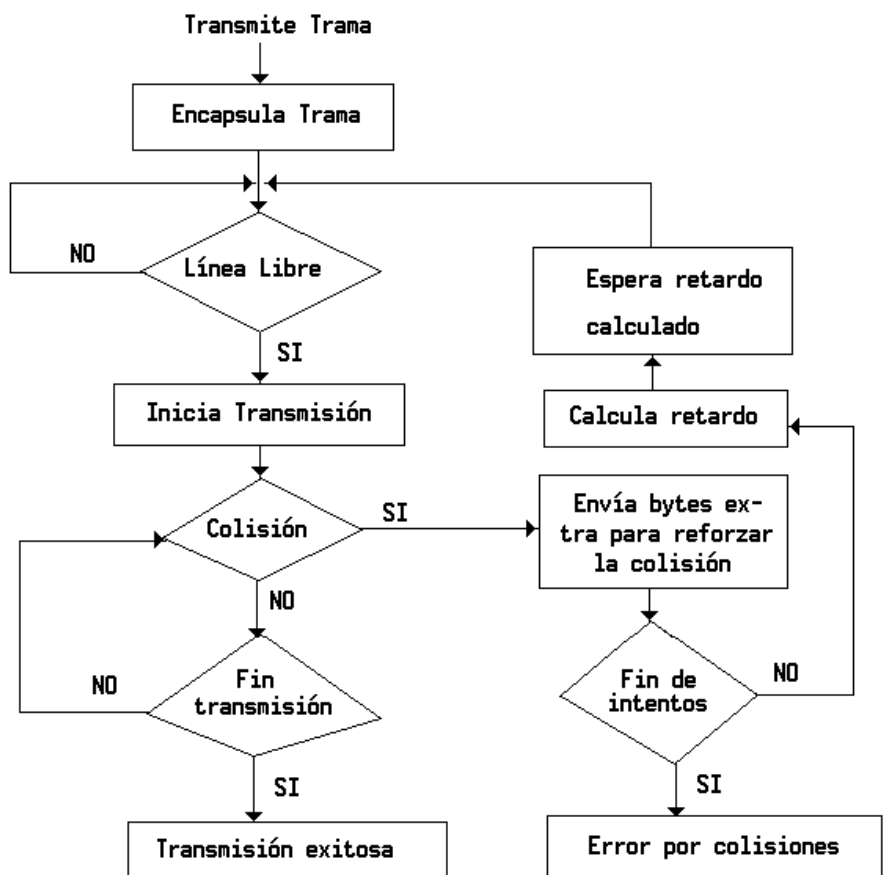 Transmite Trama
Encapsula Trama
NO
Línea Libre
SI
Inicia Transmisión
Colisión
SI
NO
Fin
transmisión
NO
SI
Transmisión exitosa
Espera retardo
calculado
Calcula retardo
Envía bytes ex-
tra para reforzar
la colisión
Fin de
intentos
NO
SI
Error por colisiones